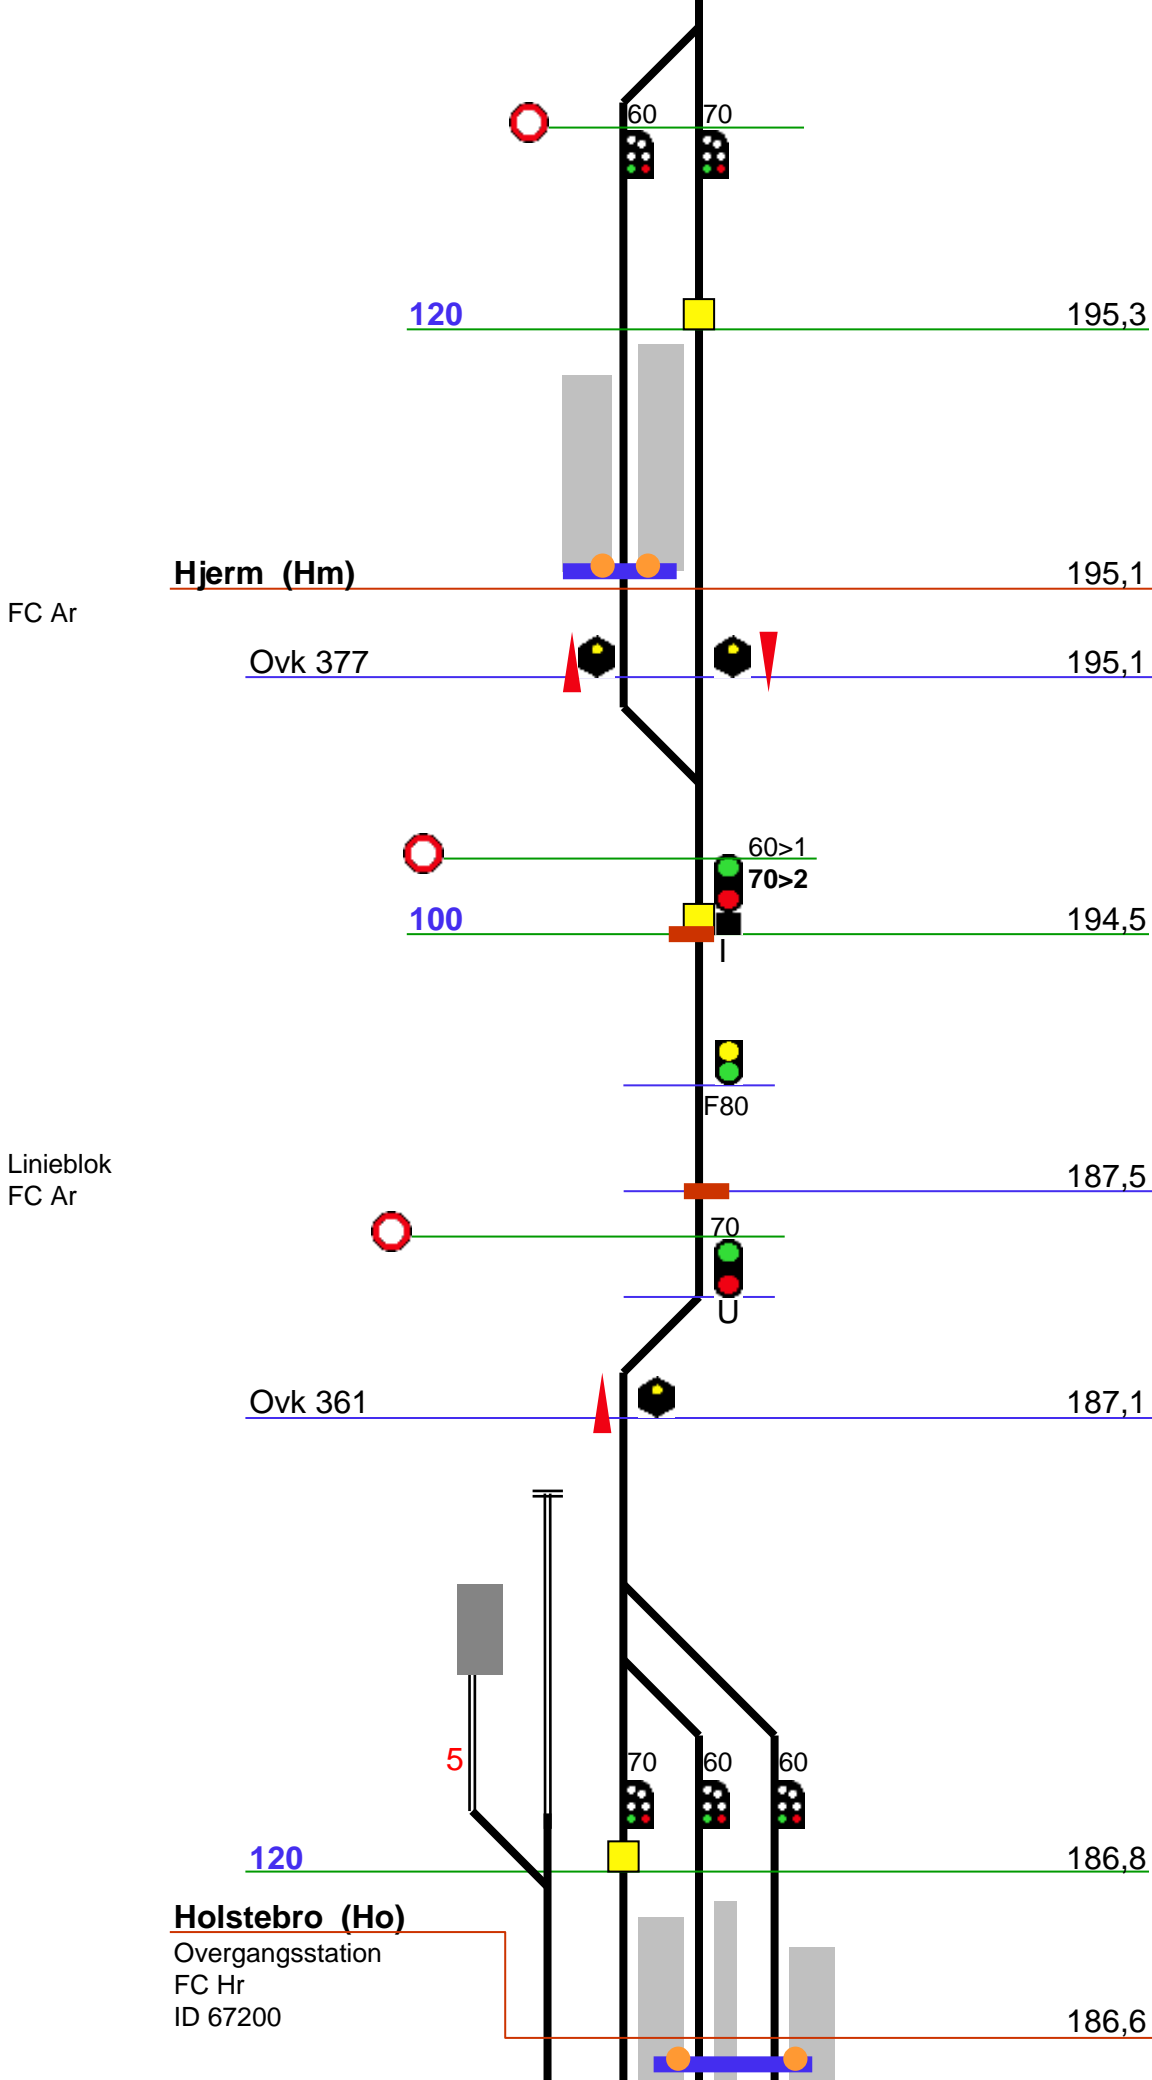 60 70
120 195,3
Hjerm (Hm) 195,1
FC Ar
Ovk 377 195,1
60>1
70>2
100 194,5
I
F80
Linieblok
FC Ar
187,5
70
U
Ovk 361 187,1
5
70 60 60
120 186,8
Holstebro (Ho)
Overgangsstation
FC Hr
ID 67200
186,6